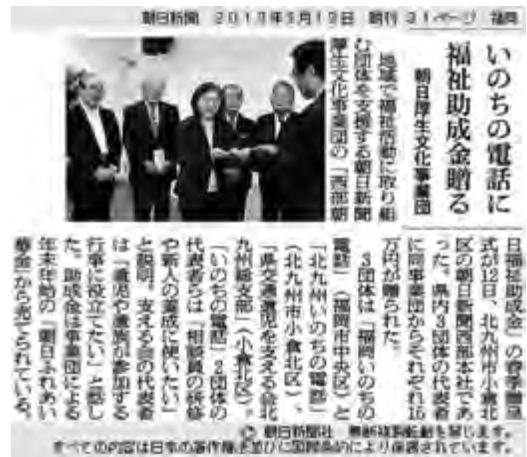 朝日新聞 2019年3月19日 朝刊 31ページ 福岡
いのちの電話に
福祉助成金贈る
朝日厚生文化事業団
地域で福祉活動に取り組
む団体を支援する朝日新聞
厚生文化事業団の「西部朝
日福祉助成金」の春季贈呈
式が12日、北九州市小倉北
区の朝日新聞西部本社であ
った。県内3団体の代表者
に同事業団からそれぞれ15
万円が贈られた。
3団体は「福岡いのちの
電話」（福岡市中央区）と
「北九州いのちの電話」
（北九州市小倉北区）、
「県交通遺児を支える会北
九州総支部」（小倉北区）。
「いのちの電話」2団体の
代表者らは「相談員の研修
や新人の養成に使いたい」
と説明。支える会の代表者
は「遺児や遺族が参加する
行事に役立てたい」と話し
た。助成金は事業団による
年末年始の「朝日ふれあい
募金」から充てられている。
© 朝日新聞社 無断複製転載を禁じます。
すべての内容は日本の著作権法並びに国際条約により保護されています。